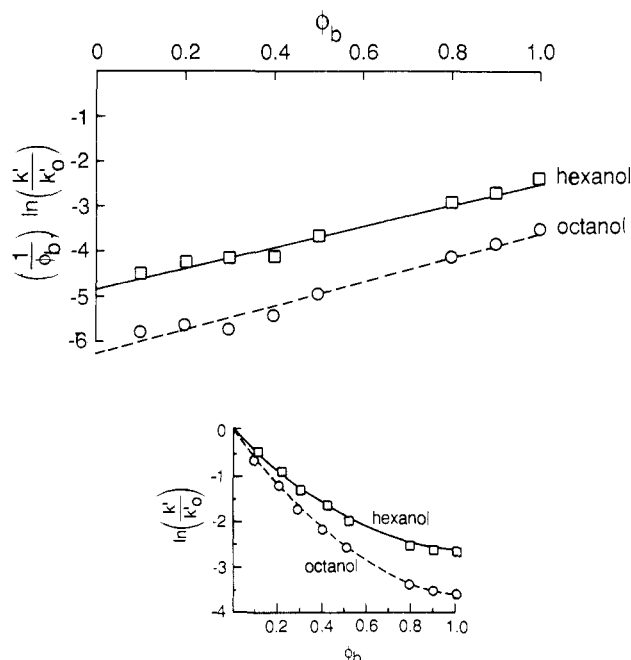 ϕb
0 0.2 0.4 0.6 0.8 1.0
-1
-2
-3
-4
-5
-6
(1/ϕb) ln(k'/k'o)
hexanol
octanol
0
-1
-2
-3
-4
ln(k'/k'o)
hexanol
octanol
0.2 0.4 0.6 0.8 1.0
ϕb